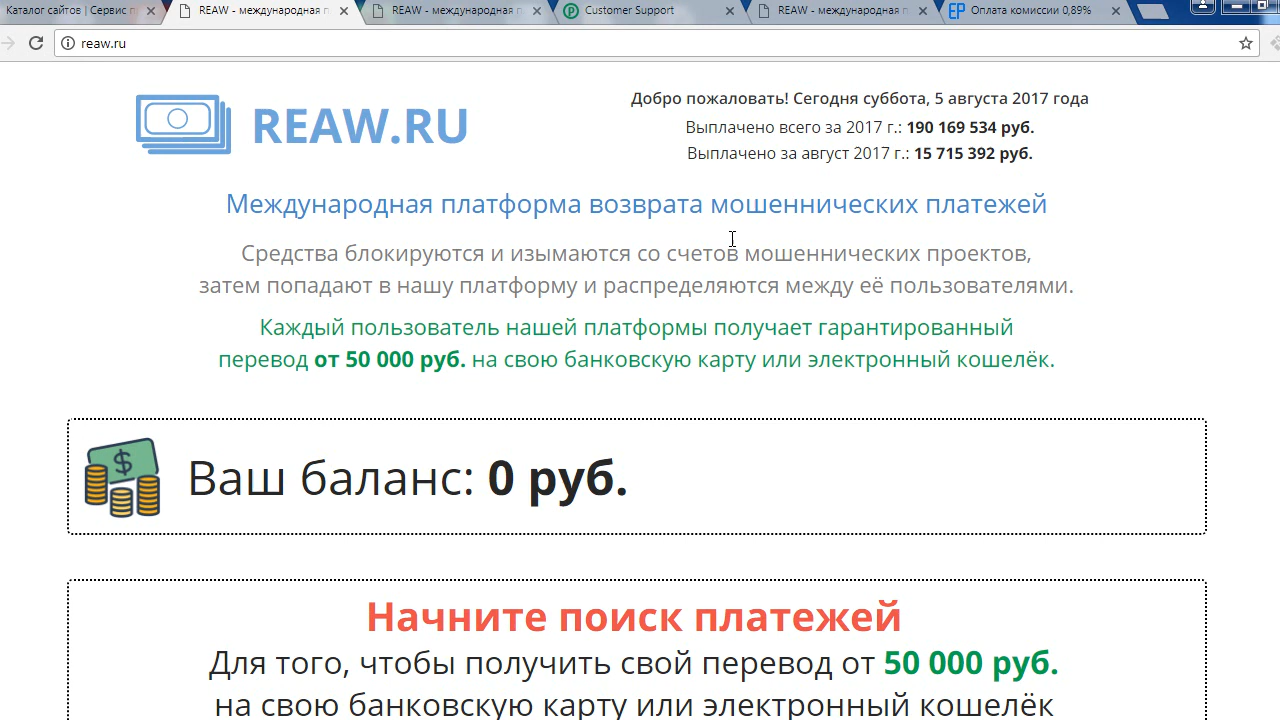 Каталог сайтов | Сервис п
REAW - международная п
REAW - международная п
Customer Support
REAW - международная п
Оплата комиссии 0,89%
reaw.ru
REAW.RU
Добро пожаловать! Сегодня суббота, 5 августа 2017 года
Выплачено всего за 2017 г.: 190 169 534 руб.
Выплачено за август 2017 г.: 15 715 392 руб.
Международная платформа возврата мошеннических платежей
Средства блокируются и изымаются со счетов мошеннических проектов,
затем попадают в нашу платформу и распределяются между её пользователями.
Каждый пользователь нашей платформы получает гарантированный
перевод от 50 000 руб. на свою банковскую карту или электронный кошелёк.
Ваш баланс: 0 руб.
Начните поиск платежей
Для того, чтобы получить свой перевод от 50 000 руб.
на свою банковскую карту или электронный кошелёк